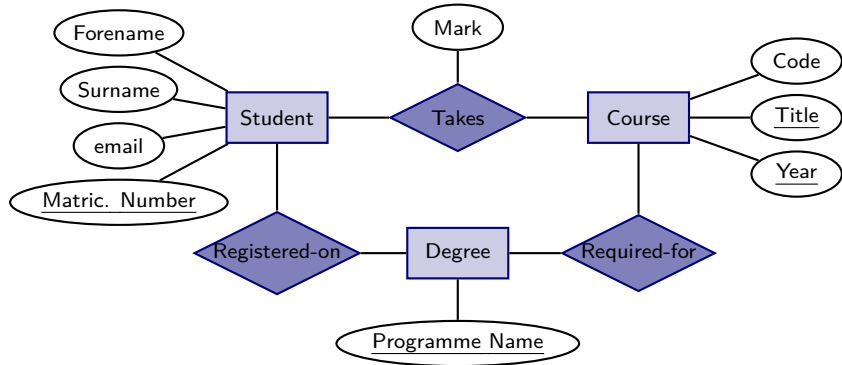 Forename
Mark
Code
Surname
Student
Takes
Course
Title
email
Year
Matric. Number
Registered-on
Degree
Required-for
Programme Name